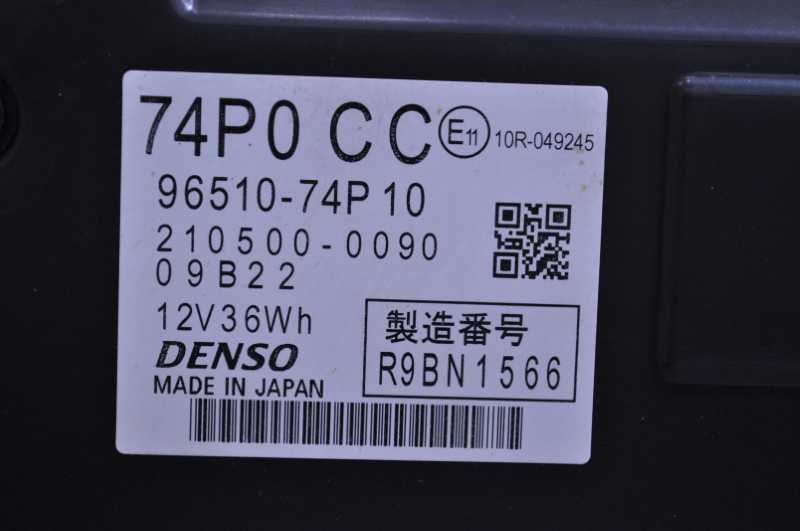 74P0 CC E11 10R-049245
96510-74P10
210500-0090
09B22
12V36Wh
製造番号
DENSO
R9BN1566
MADE IN JAPAN